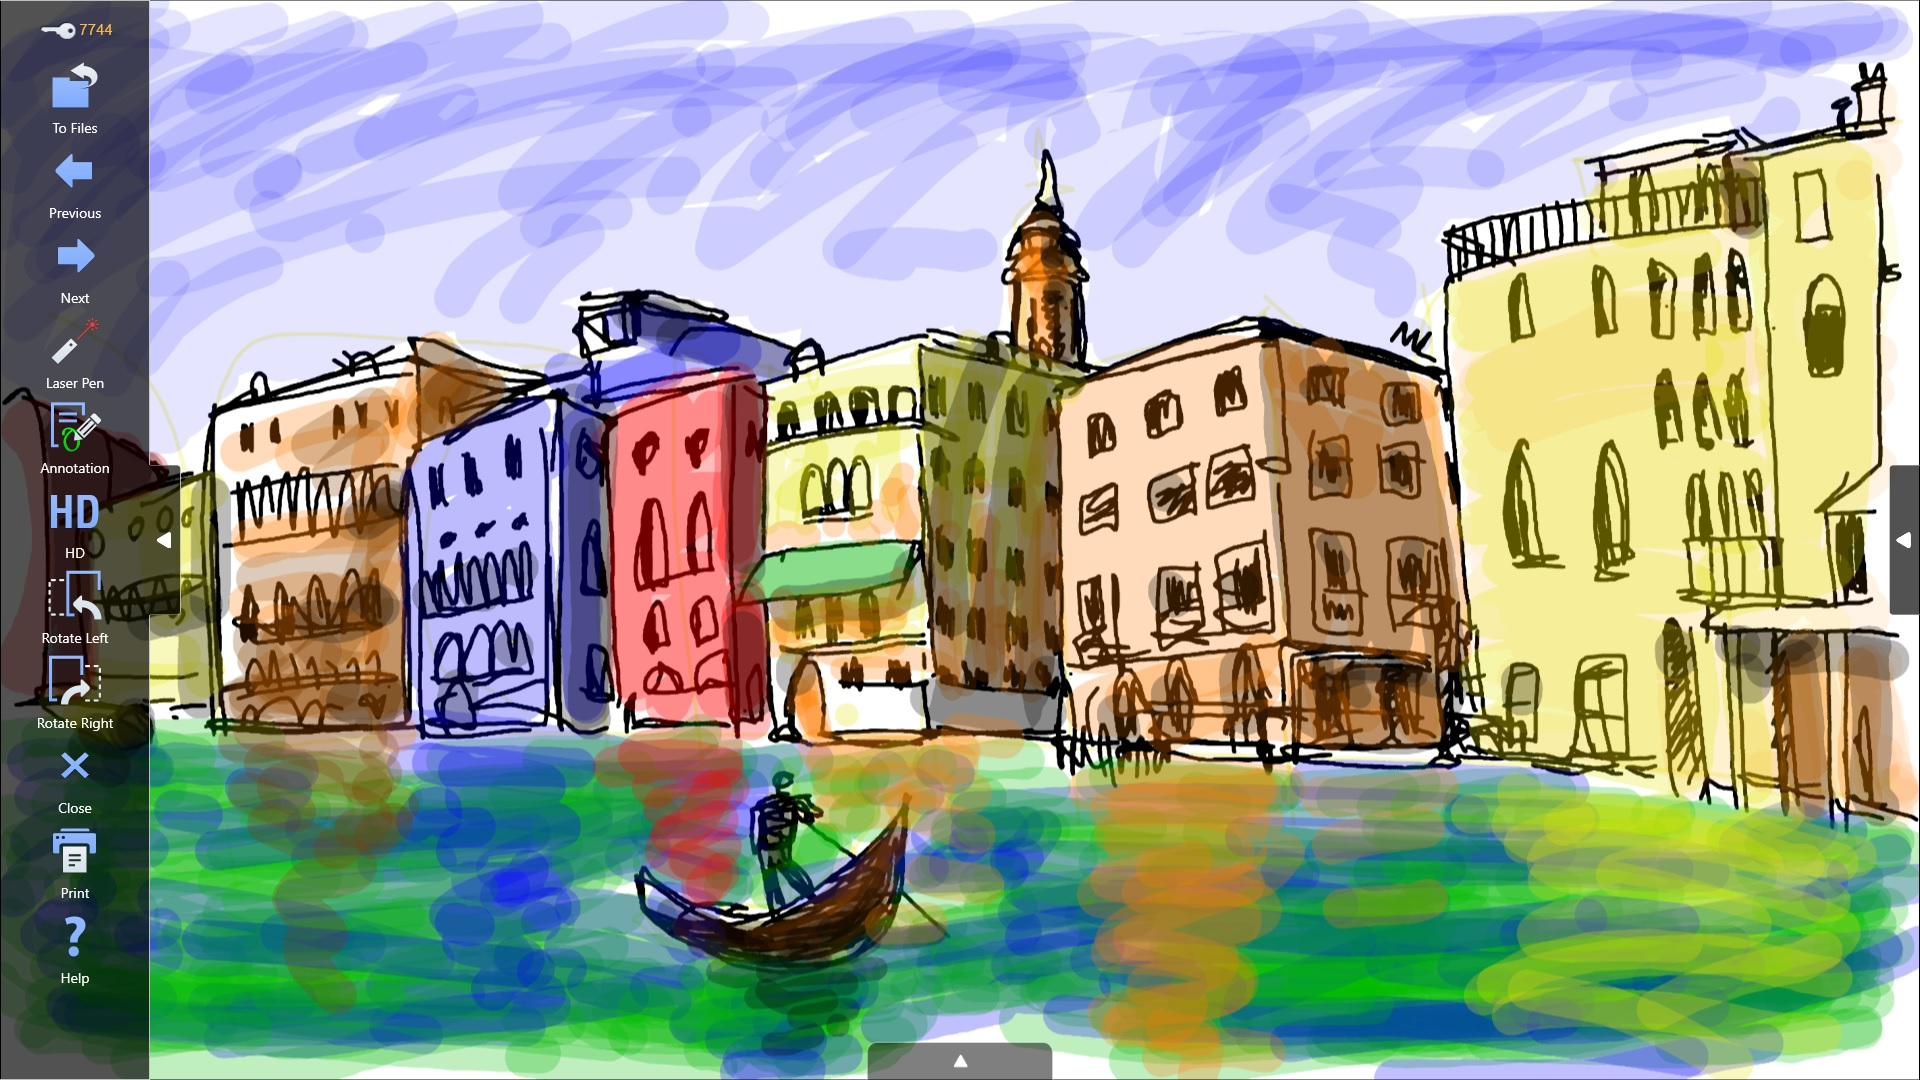 7744
To Files
Previous
Next
Laser Pen
Annotation
HD
HD
Rotate Left
Rotate Right
Close
Print
?
Help